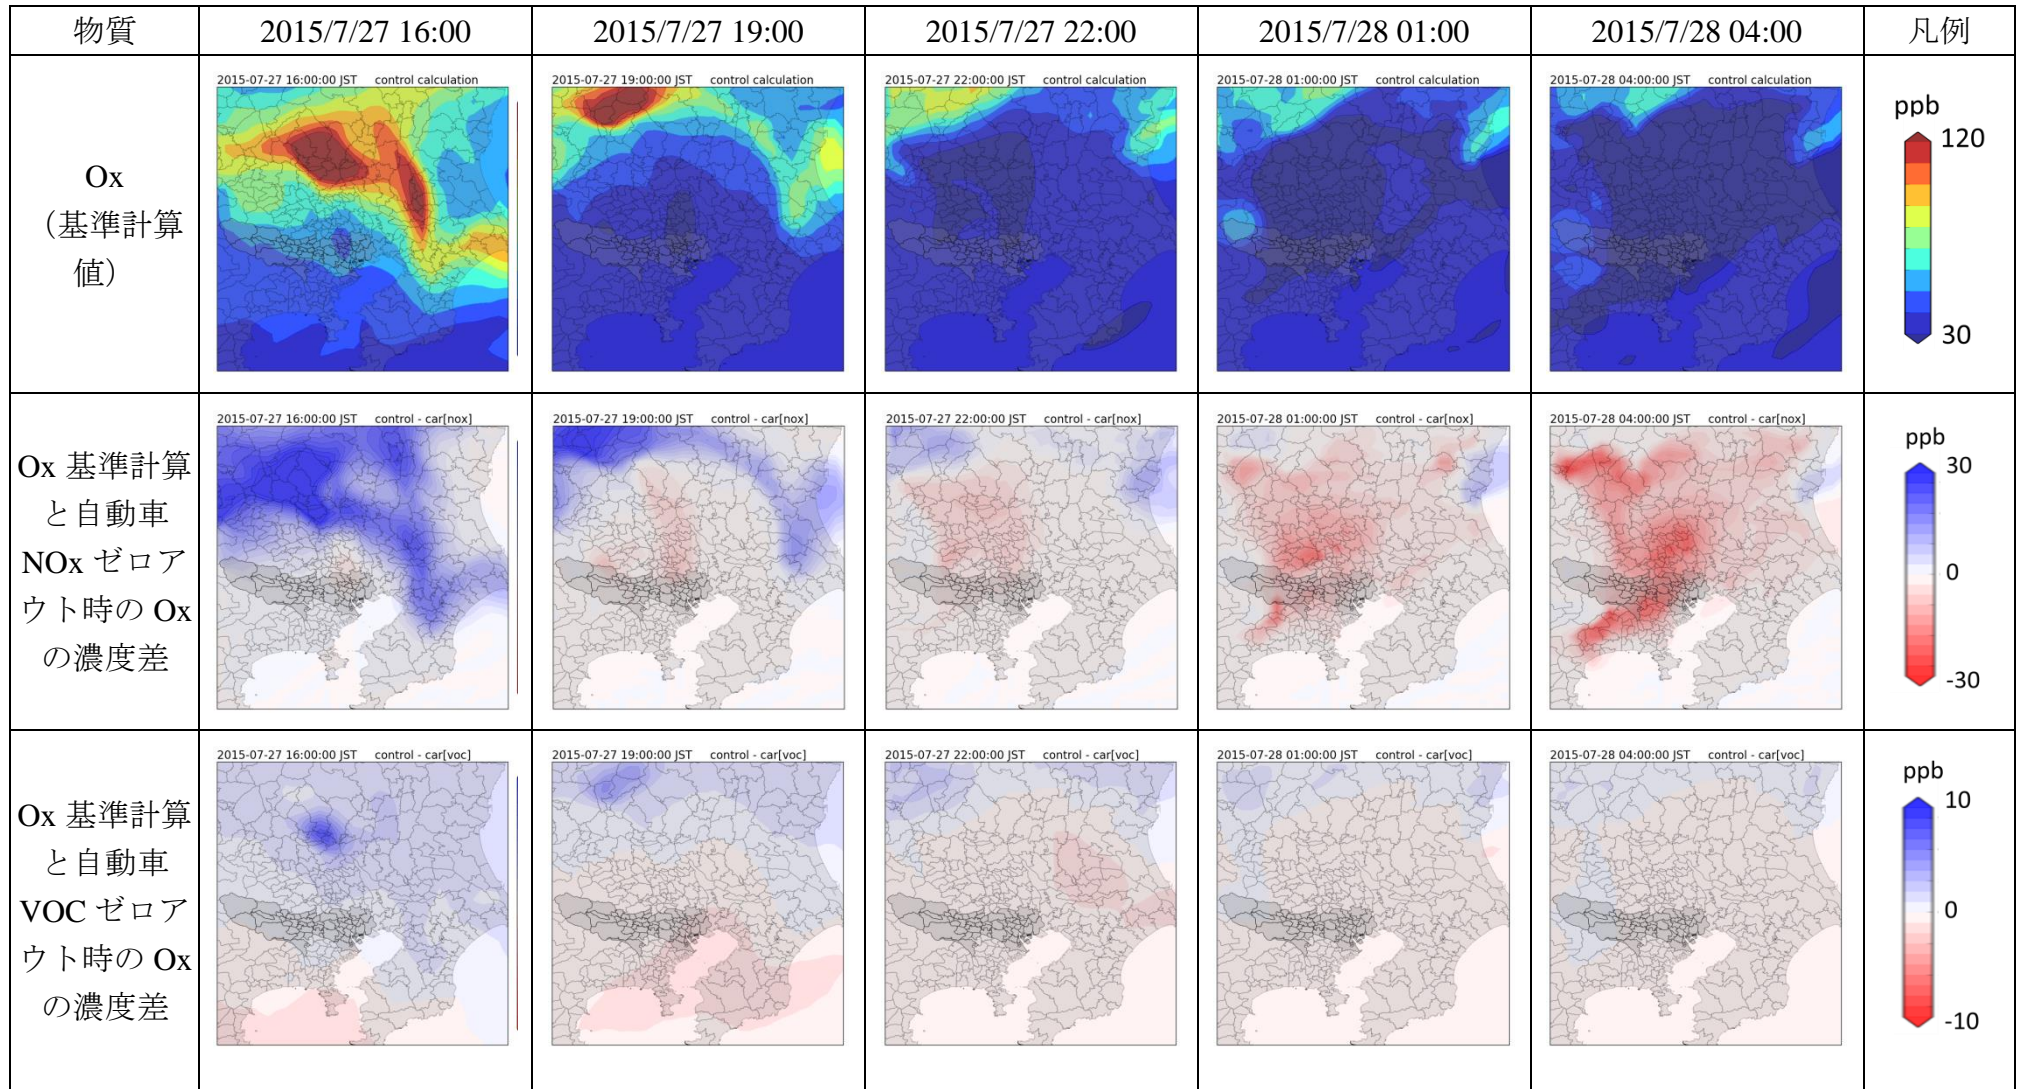 物質
2015/7/27 16:00
2015/7/27 19:00
2015/7/27 22:00
2015/7/28 01:00
2015/7/28 04:00
凡例
Ox
（基準計算
値）
2015-07-27 16:00:00 JST control calculation
2015-07-27 19:00:00 JST control calculation
2015-07-27 22:00:00 JST control calculation
2015-07-28 01:00:00 JST control calculation
2015-07-28 04:00:00 JST control calculation
ppb
120
30
Ox 基準計算
と自動車
NOx ゼロア
ウト時の Ox
の濃度差
2015-07-27 16:00:00 JST control - car[nox]
2015-07-27 19:00:00 JST control - car[nox]
2015-07-27 22:00:00 JST control - car[nox]
2015-07-28 01:00:00 JST control - car[nox]
2015-07-28 04:00:00 JST control - car[nox]
ppb
30
0
-30
Ox 基準計算
と自動車
VOC ゼロア
ウト時の Ox
の濃度差
2015-07-27 16:00:00 JST control - car[voc]
2015-07-27 19:00:00 JST control - car[voc]
2015-07-27 22:00:00 JST control - car[voc]
2015-07-28 01:00:00 JST control - car[voc]
2015-07-28 04:00:00 JST control - car[voc]
ppb
10
0
-10